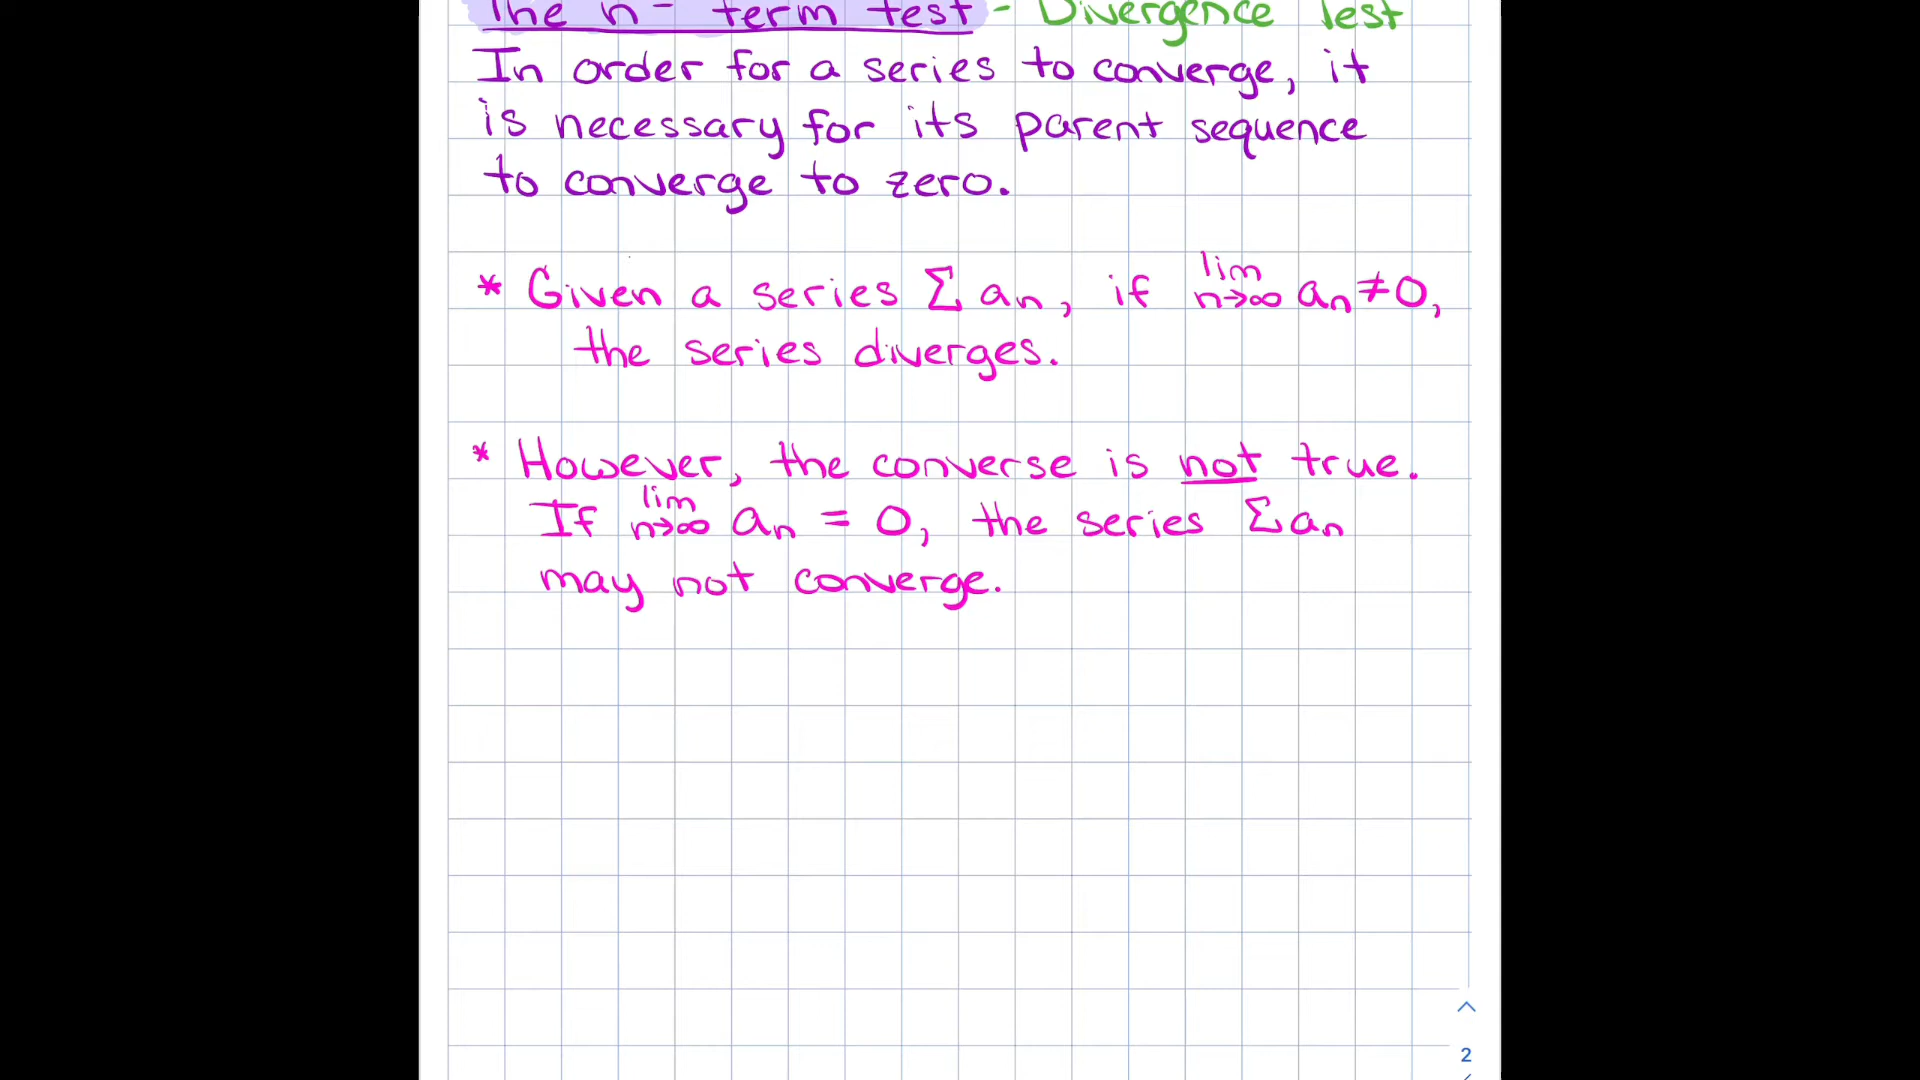 The n - term test - Divergence Test
In order for a series to converge, it
is necessary for its parent sequence
to converge to zero.
* Given a series Σ an, if lim n→∞ an ≠ 0,
the series diverges.
* However, the converse is not true.
If lim n→∞ an = 0, the series Σ an
may not converge.
2